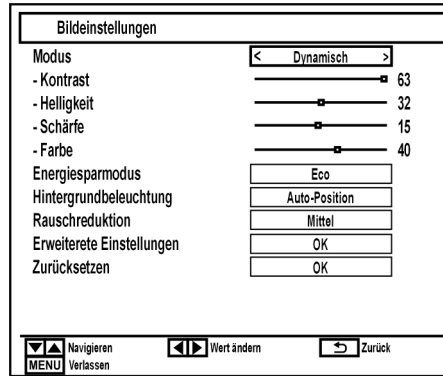 Bildeinstellungen
Modus < Dynamisch >
- Kontrast 63
- Helligkeit 32
- Schärfe 15
- Farbe 40
Energiesparmodus Eco
Hintergrundbeleuchtung Auto-Position
Rauschreduktion Mittel
Erweiterete Einstellungen OK
Zurücksetzen OK
Navigieren Wert ändern Zurück
MENU Verlassen